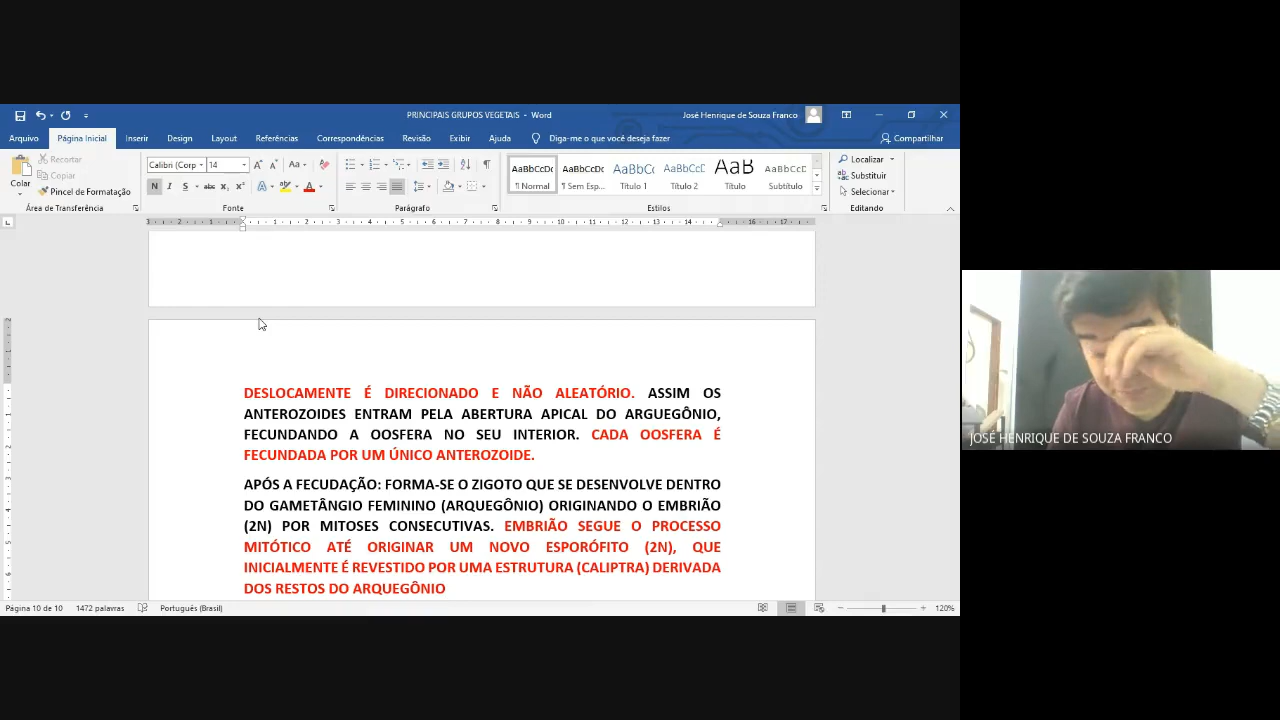 PRINCIPAIS GRUPOS VEGETAIS - Word
José Henrique de Souza Franco
Arquivo Página Inicial Inserir Design Layout Referências Correspondências Revisão Exibir Ajuda Diga-me o que você deseja fazer Compartilhar
Colar
Recortar
Copiar
Pincel de Formatação
Área de Transferência
Calibri (Corp 14
Fonte
Parágrafo
AaBbCcDc AaBbCcDc AaBbCc AaBbCcD AaB AaBbCcD
¶ Normal ¶ Sem Esp... Título 1 Título 2 Título Subtítulo
Estilos
Localizar
Substituir
Selecionar
Editando
DESLOCAMENTE É DIRECIONADO E NÃO ALEATÓRIO. ASSIM OS
ANTEROZOIDES ENTRAM PELA ABERTURA APICAL DO ARGUEGÔNIO,
FECUNDANDO A OOSFERA NO SEU INTERIOR. CADA OOSFERA É
FECUNDADA POR UM ÚNICO ANTEROZOIDE.
APÓS A FECUDAÇÃO: FORMA-SE O ZIGOTO QUE SE DESENVOLVE DENTRO
DO GAMETÂNGIO FEMININO (ARQUEGÔNIO) ORIGINANDO O EMBRIÃO
(2N) POR MITOSES CONSECUTIVAS. EMBRIÃO SEGUE O PROCESSO
MITÓTICO ATÉ ORIGINAR UM NOVO ESPORÓFITO (2N), QUE
INICIALMENTE É REVESTIDO POR UMA ESTRUTURA (CALIPTRA) DERIVADA
DOS RESTOS DO ARQUEGÔNIO
Página 10 de 10 1472 palavras Português (Brasil) 120%
JOSÉ HENRIQUE DE SOUZA FRANCO